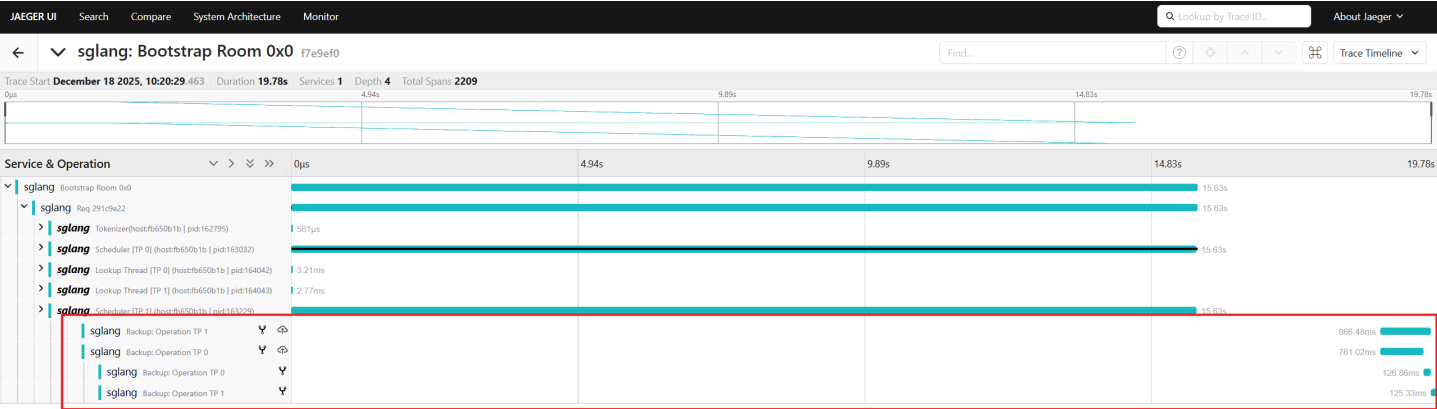 JAEGER UI Search Compare System Architecture Monitor Lookup by Trace ID... About Jaeger
sglang: Bootstrap Room 0x0 f7e9ef0 Find... Trace Timeline
Trace Start December 18 2025, 10:20:29.463 Duration 19.78s Services 1 Depth 4 Total Spans 2209
0μs 4.94s 9.89s 14.83s 19.78s
Service & Operation 0μs 4.94s 9.89s 14.83s 19.78s
sglang Bootstrap Room 0x0 15.63s
sglang Req 291c9e22 15.63s
sglang Tokenizer(host:fb650b1b | pid:162795) 561μs
sglang Scheduler [TP 0] (host:fb650b1b | pid:163032) 15.63s
sglang Lookup Thread [TP 0] (host:fb650b1b | pid:164042) 3.21ms
sglang Lookup Thread [TP 1] (host:fb650b1b | pid:164043) 2.77ms
sglang Scheduler [TP 1] (host:fb650b1b | pid:163229) 15.63s
sglang Backup: Operation TP 1 866.48ms
sglang Backup: Operation TP 0 761.02ms
sglang Backup: Operation TP 0 126.86ms
sglang Backup: Operation TP 1 125.33ms